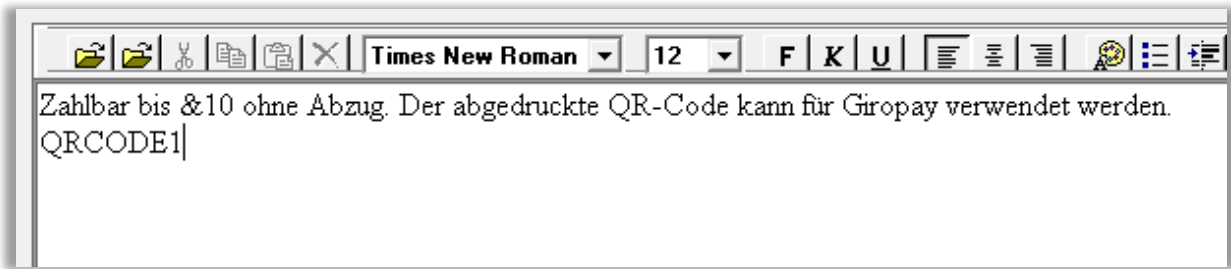 Times New Roman 12 F K U
Zahlbar bis &10 ohne Abzug. Der abgedruckte QR-Code kann für Giropay verwendet werden.
QRCODE1